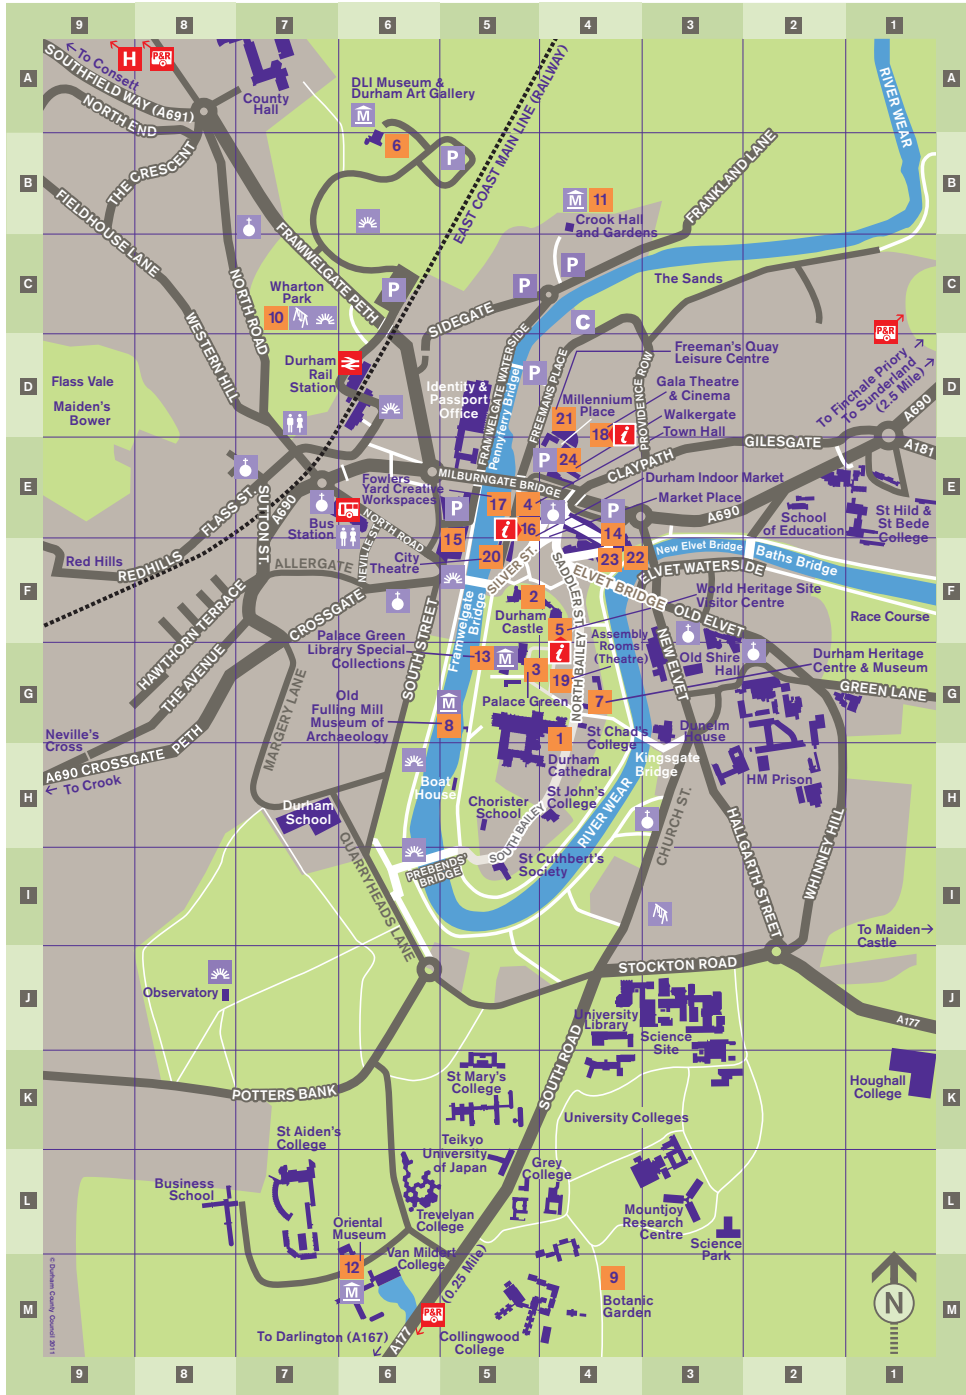 9 8 7 6 5 4 3 2 1
A
A
To Consett
H
P&R
SOUTHFIELD WAY (A691)
NORTH END
County
Hall
DLI Museum &
Durham Art Gallery
M
6
P
EAST COAST MAIN LINE (RAILWAY)
RIVER WEAR
B
B
THE CRESCENT
FIELDHOUSE LANE
FRAMWELGATE PETH
M
11
Crook Hall
and Gardens
FRANKLAND LANE
C
C
NORTH ROAD
WESTERN HILL
Wharton
Park
10
P
P
P
C
SIDEGATE
The Sands
P&R
To Finchale Priory
To Sunderland
(2.5 Mile)
D
D
Flass Vale
Maiden's
Bower
Durham
Rail
Station
Identity &
Passport
Office
FRAMWELGATE WATERSIDE
Pennyferry Bridge
P
FREEMANS PLACE
Freeman's Quay
Leisure Centre
Gala Theatre
& Cinema
Millennium
Place
21
18
i
Walkergate
Town Hall
PROVIDENCE ROW
A690
A181
GILESGATE
E
E
P
24
CLAYPATH
MILBURNGATE BRIDGE
Durham Indoor Market
Market Place
Fowlers
Yard Creative
Workspaces
FLASS ST.
SUTTON ST.
A690
Bus
Station
NORTH ROAD
NEVILLE ST.
P
17
4
P
A690
School
of Education
St Hild &
St Bede
College
i
16
15
14
20
23
22
City
Theatre
New Elvet Bridge
Baths Bridge
F
F
Red Hills
REDHILLS
ALLERGATE
SILVER ST.
SADDLER ST.
ELVET BRIDGE
ELVET WATERSIDE
World Heritage Site
Visitor Centre
Race Course
HAWTHORN TERRACE
CROSSGATE
SOUTH STREET
Framwelgate
Bridge
2
Durham
Castle
5
OLD ELVET
Palace Green
Library Special
Collections
13
M
i
3
19
Assembly
Rooms
(Theatre)
NORTH BAILEY
NEW ELVET
Old Shire
Hall
Durham Heritage
Centre & Museum
G
G
THE AVENUE
MARGERY LANE
Old
Fulling Mill
Museum of
Archaeology
M
8
Palace Green
7
GREEN LANE
Neville's
Cross
A690 CROSSGATE PETH
To Crook
1
St Chad's
College
Durham
Cathedral
Dunelm
House
Kingsgate
Bridge
HM Prison
H
H
Boat
House
Durham
School
Chorister
School
St John's
College
SOUTH BAILEY
RIVER WEAR
CHURCH ST.
HALLGARTH STREET
WHINNEY HILL
I
I
QUARRYHEADS LANE
PREBENDS'
BRIDGE
St Cuthbert's
Society
To Maiden
Castle
J
J
Observatory
STOCKTON ROAD
A177
University
Library
Science
Site
K
K
POTTERS BANK
St Mary's
College
SOUTH ROAD
University Colleges
Houghall
College
St Aiden's
College
Teikyo
University
of Japan
L
L
Business
School
Grey
College
Trevelyan
College
Mountjoy
Research
Centre
Science
Park
Oriental
Museum
12
M
Van Mildert
College
(0.25 Mile)
M
M
P&R
9
Botanic
Garden
N
To Darlington (A167)
A177
Collingwood
College
© Durham County Council 2011
9 8 7 6 5 4 3 2 1